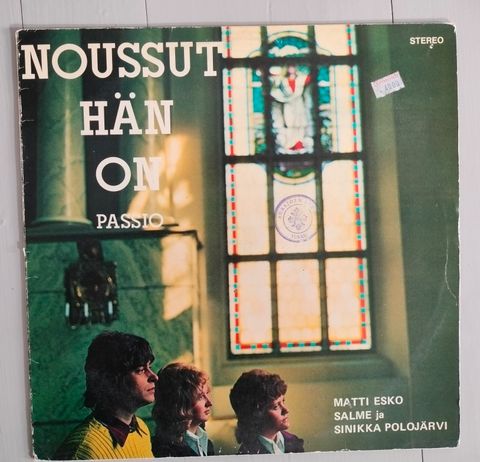 NOUSSUT
HÄN
ON
PASSIO
STEREO
MATTI ESKO
SALME ja
SINIKKA POLOJÄRVI